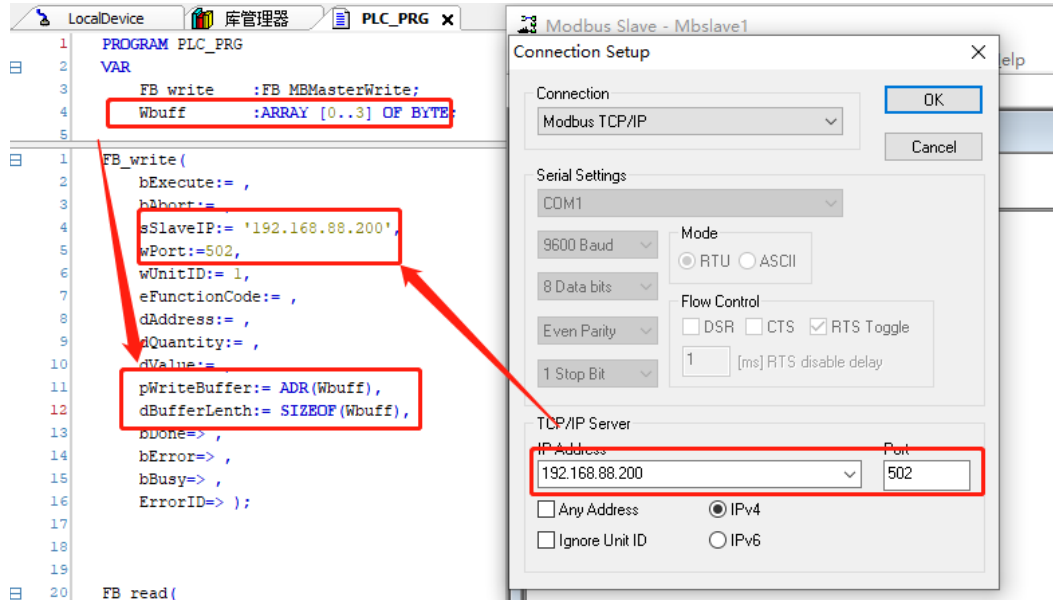 LocalDevice 库管理器 PLC_PRG X
1 PROGRAM PLC_PRG
2 VAR
3 FB_write :FB_MBMasterWrite;
4 Wbuff :ARRAY [0..3] OF BYTE;
5
1 FB_write(
2 bExecute:= ,
3 bAbort:= ,
4 sSlaveIP:= '192.168.88.200',
5 wPort:=502,
6 wUnitID:= 1,
7 eFunctionCode:= ,
8 dAddress:= ,
9 dQuantity:= ,
10 dValue:= ,
11 pWriteBuffer:= ADR(Wbuff),
12 dBufferLenth:= SIZEOF(Wbuff),
13 bDone=> ,
14 bError=> ,
15 bBusy=> ,
16 ErrorID=> );
17
18
19
20 FB_read(
Modbus Slave - Mbslave1
elp
Connection Setup
Connection
Modbus TCP/IP
OK
Cancel
Serial Settings
COM1
9600 Baud
8 Data bits
Even Parity
1 Stop Bit
Mode
RTU ASCII
Flow Control
DSR CTS RTS Toggle
1 [ms] RTS disable delay
TCP/IP Server
IP Address Port
192.168.88.200 502
Any Address IPv4
Ignore Unit ID IPv6